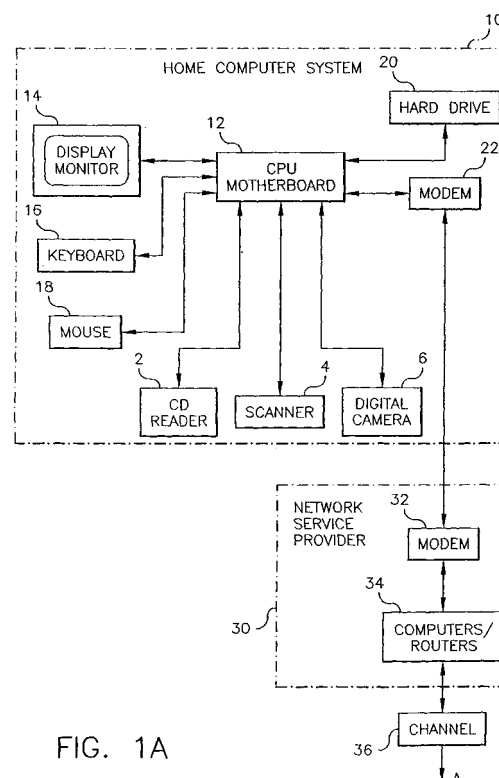 10
HOME COMPUTER SYSTEM
20
14
HARD DRIVE
12
DISPLAY
MONITOR
CPU
MOTHERBOARD
22
MODEM
16
KEYBOARD
18
MOUSE
2
4
6
CD
READER
SCANNER
DIGITAL
CAMERA
NETWORK
SERVICE
PROVIDER
32
MODEM
34
30
COMPUTERS/
ROUTERS
CHANNEL
36
FIG. 1A
A